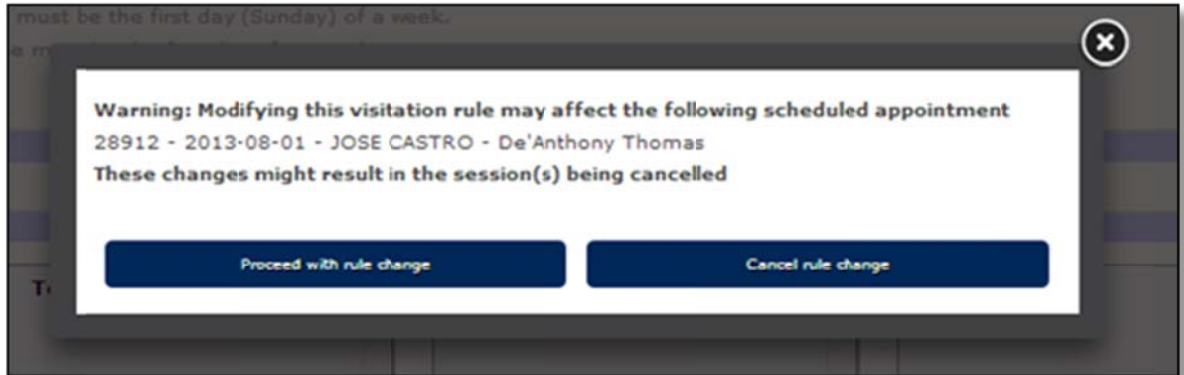 must be the first day (Sunday) of a week.
Warning: Modifying this visitation rule may affect the following scheduled appointment
28912 - 2013-08-01 - JOSE CASTRO - De'Anthony Thomas
These changes might result in the session(s) being cancelled
Proceed with rule change
Cancel rule change